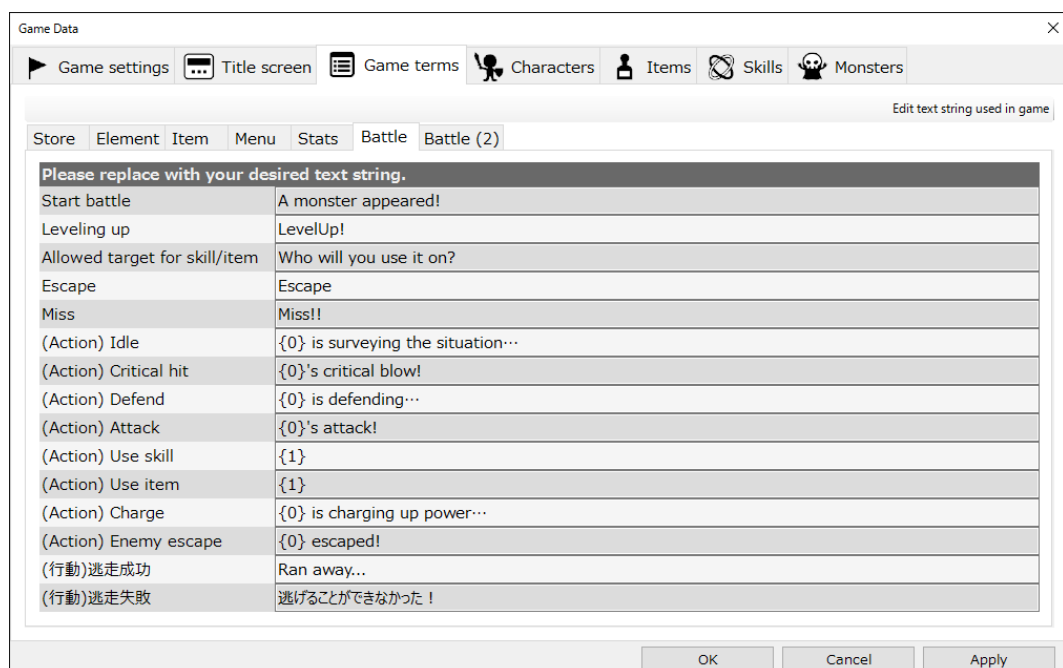 Game Data
Game settings Title screen Game terms Characters Items Skills Monsters
Edit text string used in game
Store Element Item Menu Stats Battle Battle (2)
Please replace with your desired text string.
Start battle A monster appeared!
Leveling up LevelUp!
Allowed target for skill/item Who will you use it on?
Escape Escape
Miss Miss!!
(Action) Idle {0} is surveying the situation…
(Action) Critical hit {0}'s critical blow!
(Action) Defend {0} is defending…
(Action) Attack {0}'s attack!
(Action) Use skill {1}
(Action) Use item {1}
(Action) Charge {0} is charging up power…
(Action) Enemy escape {0} escaped!
(行動)逃走成功 Ran away...
(行動)逃走失敗 逃げることができなかった！
OK Cancel Apply